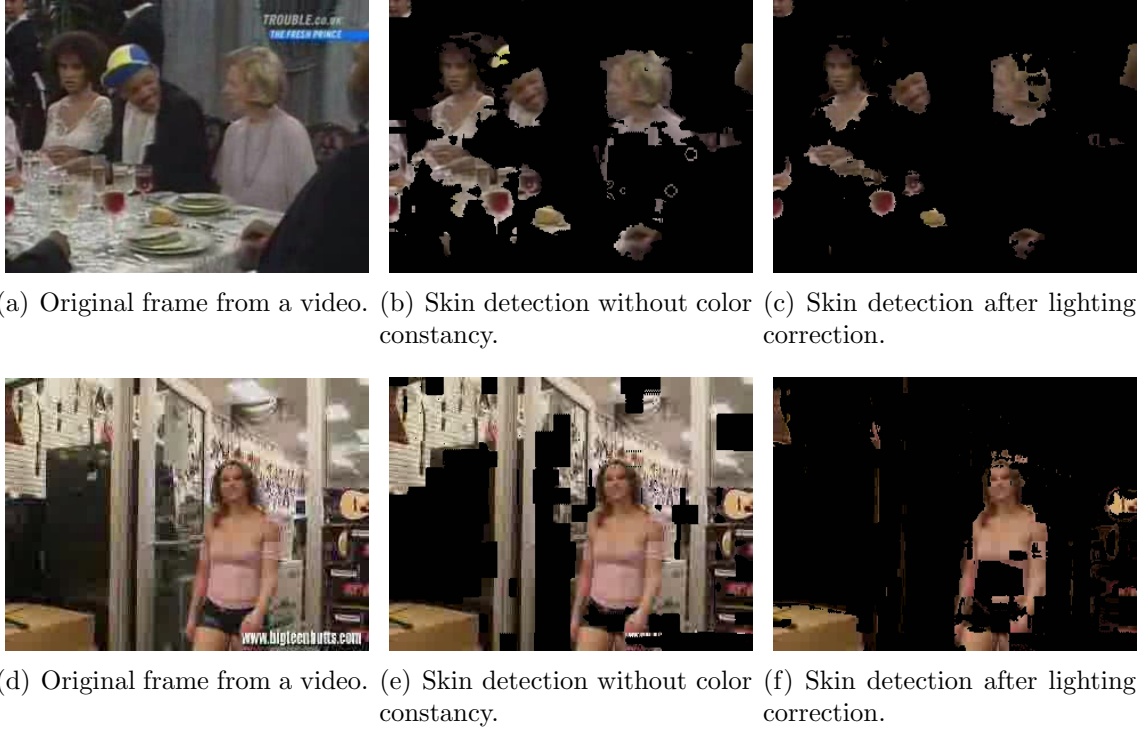 TROUBLE.co.uk
THE FRESH PRINCE
(a) Original frame from a video.
(b) Skin detection without color
constancy.
(c) Skin detection after lighting
correction.
www.bigteenbutts.com
(d) Original frame from a video.
(e) Skin detection without color
constancy.
(f) Skin detection after lighting
correction.